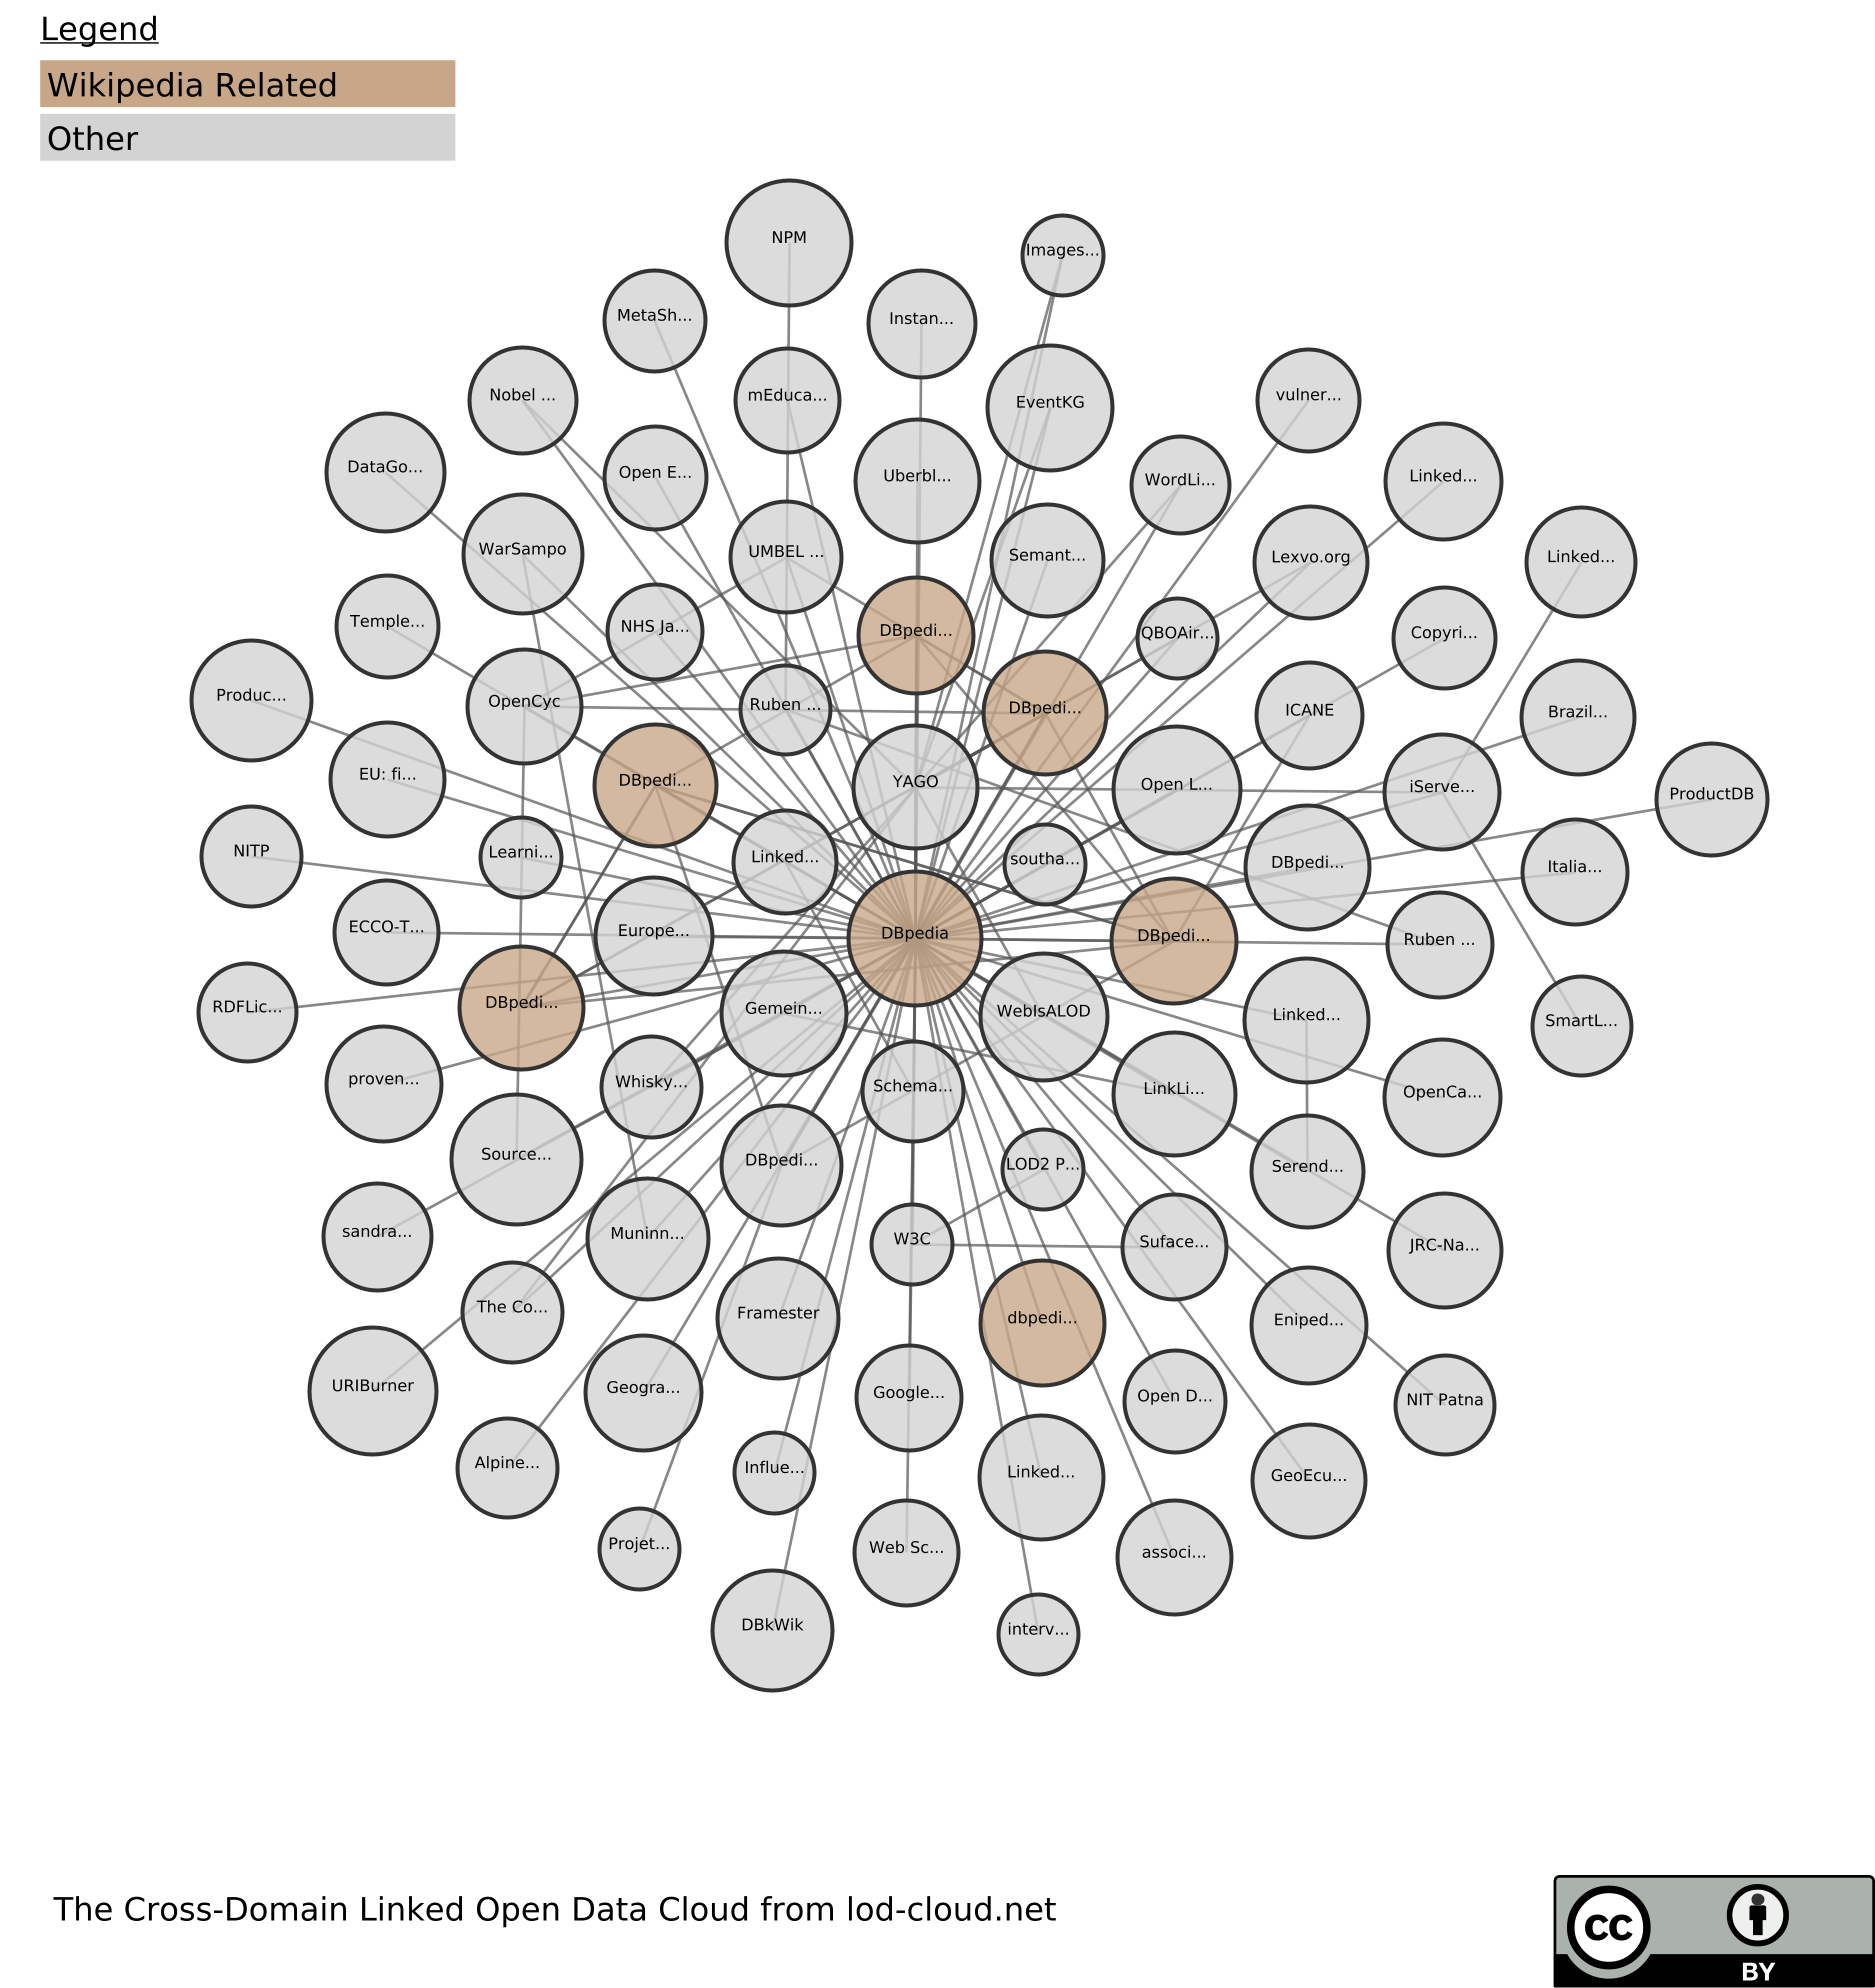 Legend
Wikipedia Related
Other
NPM
Images...
MetaSh...
Instan...
Nobel ...
mEduca...
EventKG
vulner...
DataGo...
Open E...
Uberbl...
WordLi...
Linked...
WarSampo
UMBEL ...
Semant...
Lexvo.org
Linked...
Temple...
NHS Ja...
DBpedi...
QBOAir...
Copyri...
Produc...
OpenCyc
Ruben ...
DBpedi...
ICANE
Brazil...
EU: fi...
DBpedi...
YAGO
Open L...
iServe...
ProductDB
NITP
Learni...
Linked...
southa...
DBpedi...
Italia...
ECCO-T...
Europe...
DBpedia
DBpedi...
Ruben ...
RDFLic...
DBpedi...
Gemein...
WebIsALOD
Linked...
SmartL...
proven...
Whisky...
Schema...
LinkLi...
OpenCa...
Source...
DBpedi...
LOD2 P...
Serend...
sandra...
Muninn...
W3C
Suface...
JRC-Na...
The Co...
Framester
dbpedi...
Eniped...
URIBurner
Geogra...
Google...
Open D...
NIT Patna
Alpine...
Influe...
Linked...
GeoEcu...
Projet...
Web Sc...
associ...
DBkWik
interv...
The Cross-Domain Linked Open Data Cloud from lod-cloud.net
cc
BY